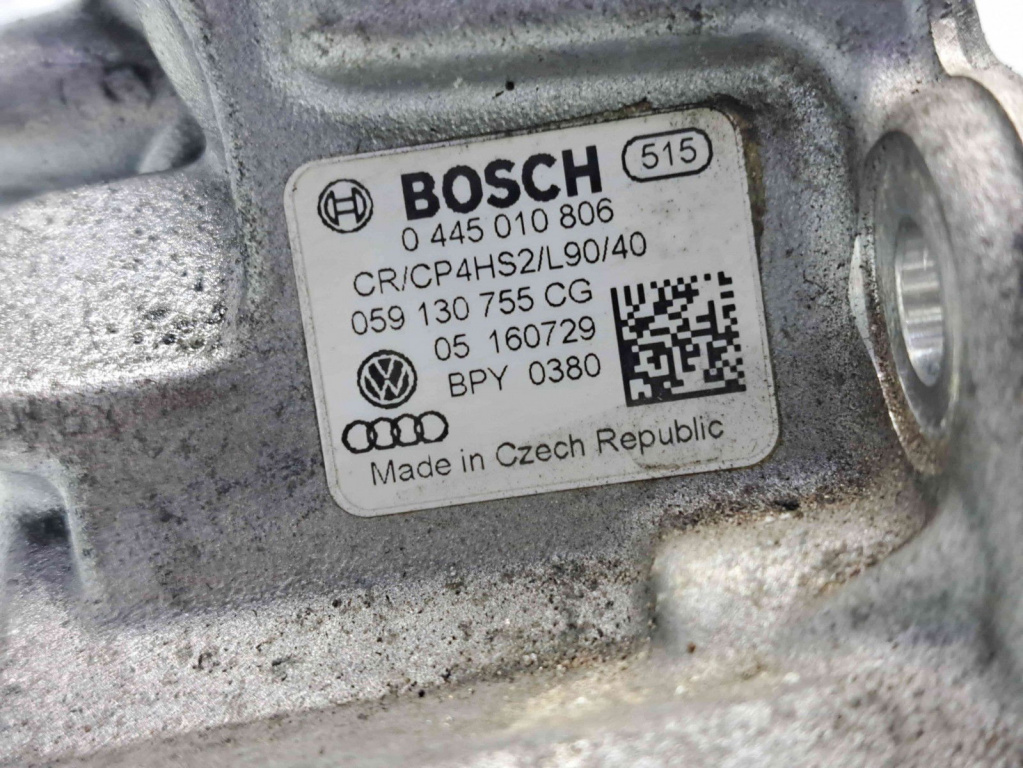 BOSCH 515
0 445 010 806
CR/CP4HS2/L90/40
059 130 755 CG
05 160729
BPY 0380
Made in Czech Republic